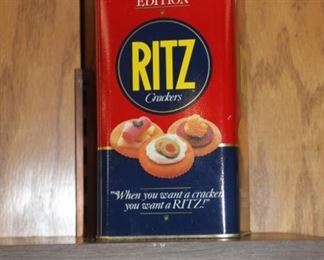 EDITION
RITZ
Crackers
"When you want a cracker
you want a RITZ!"